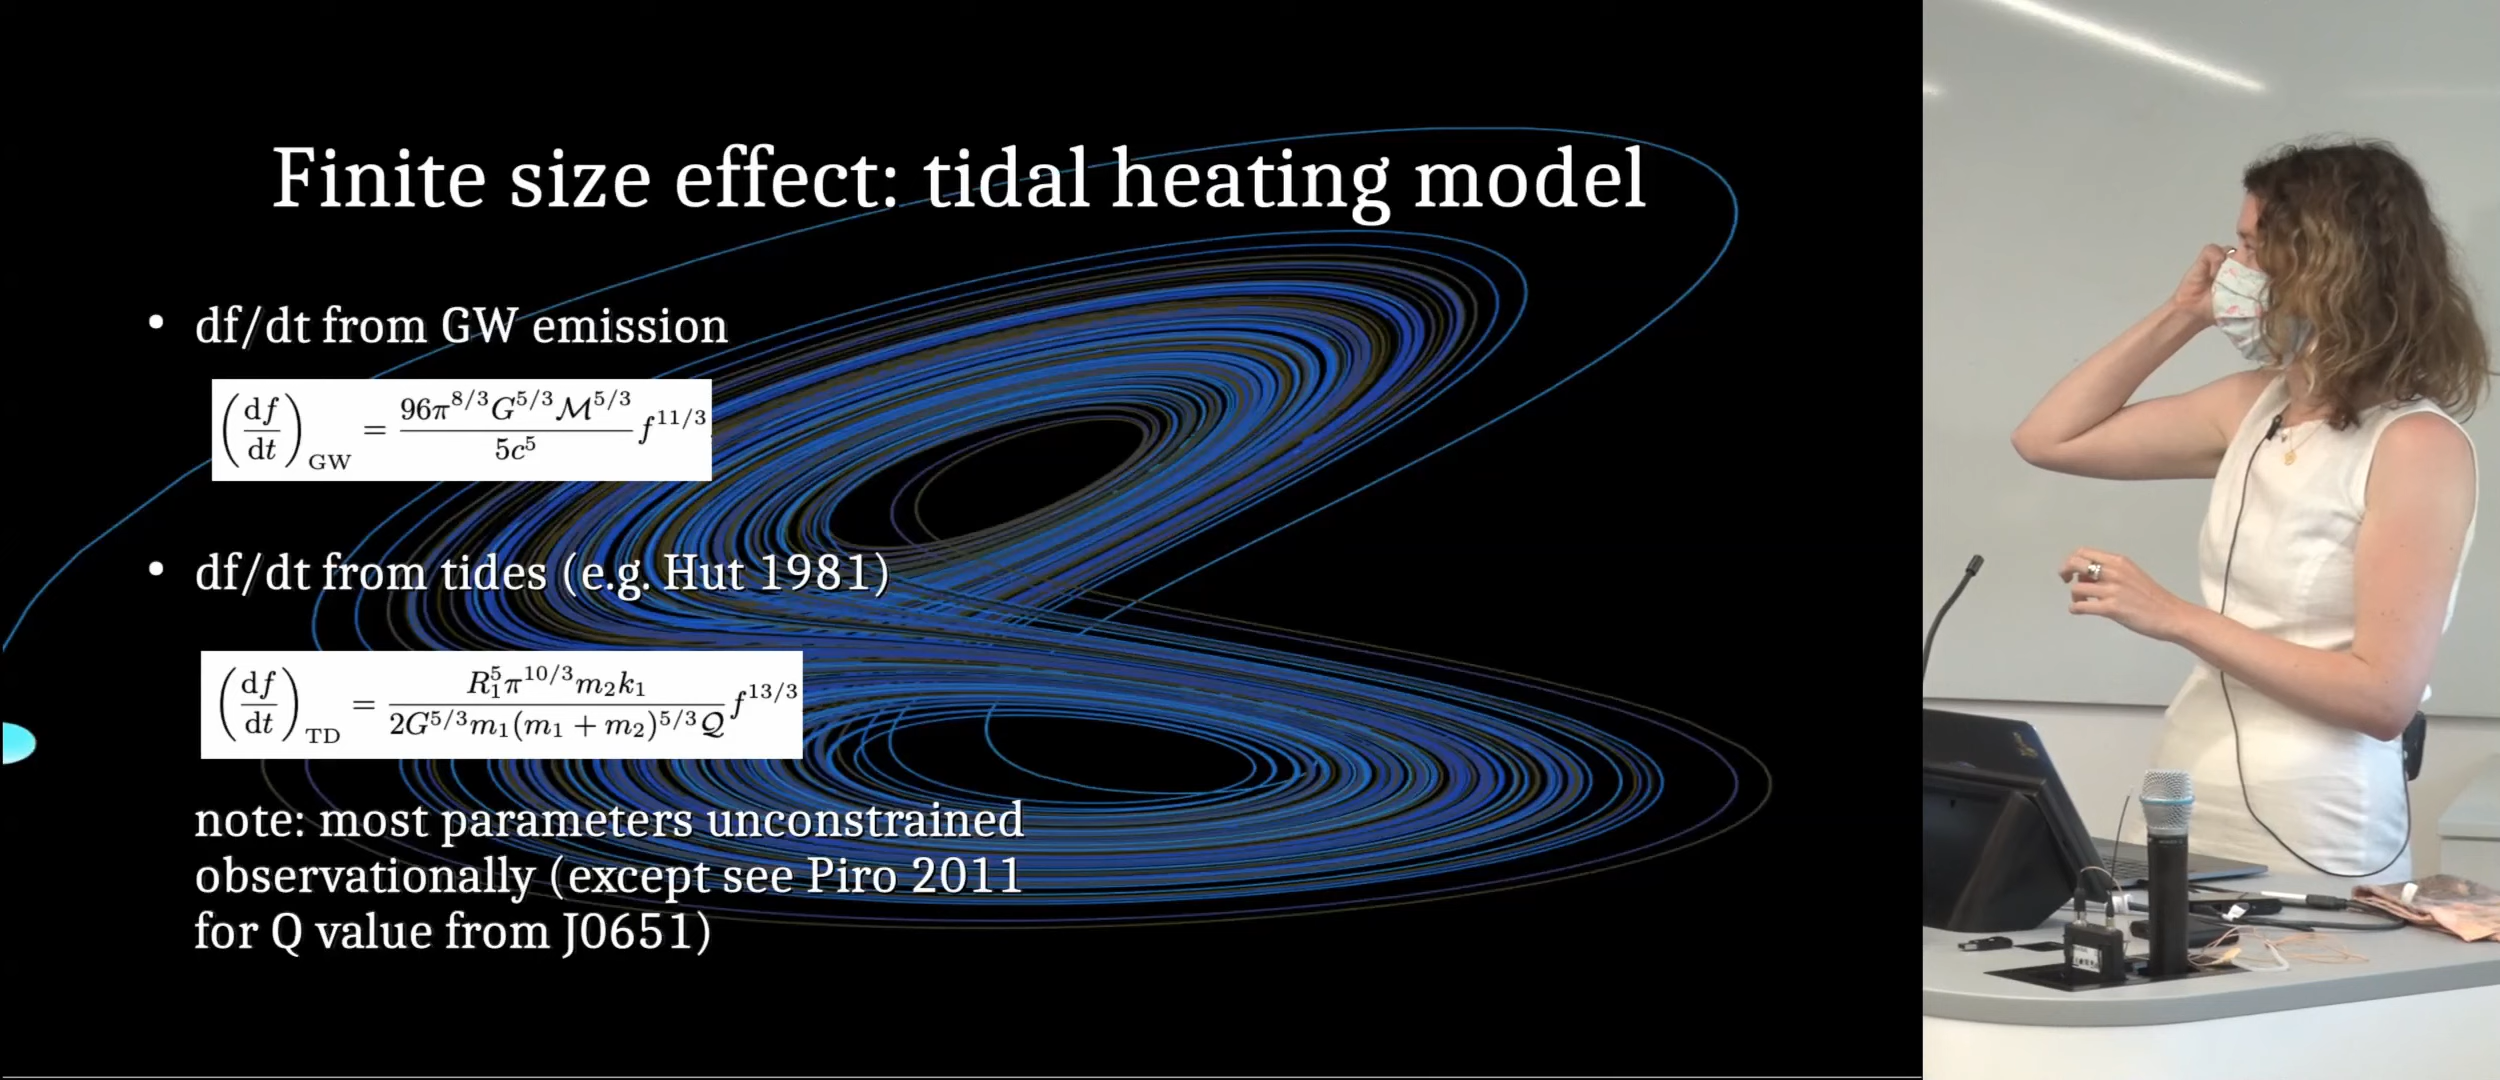 Finite size effect: tidal heating model
• df/dt from GW emission
(df/dt)_GW = 96π^{8/3}G^{5/3}ℳ^{5/3}/5c^5 f^{11/3}
• df/dt from tides (e.g. Hut 1981)
(df/dt)_TD = R_1^5π^{10/3}m_2k_1/2G^{5/3}m_1(m_1 + m_2)^{5/3}𝒬 f^{13/3}
note: most parameters unconstrained
observationally (except see Piro 2011
for Q value from J0651)